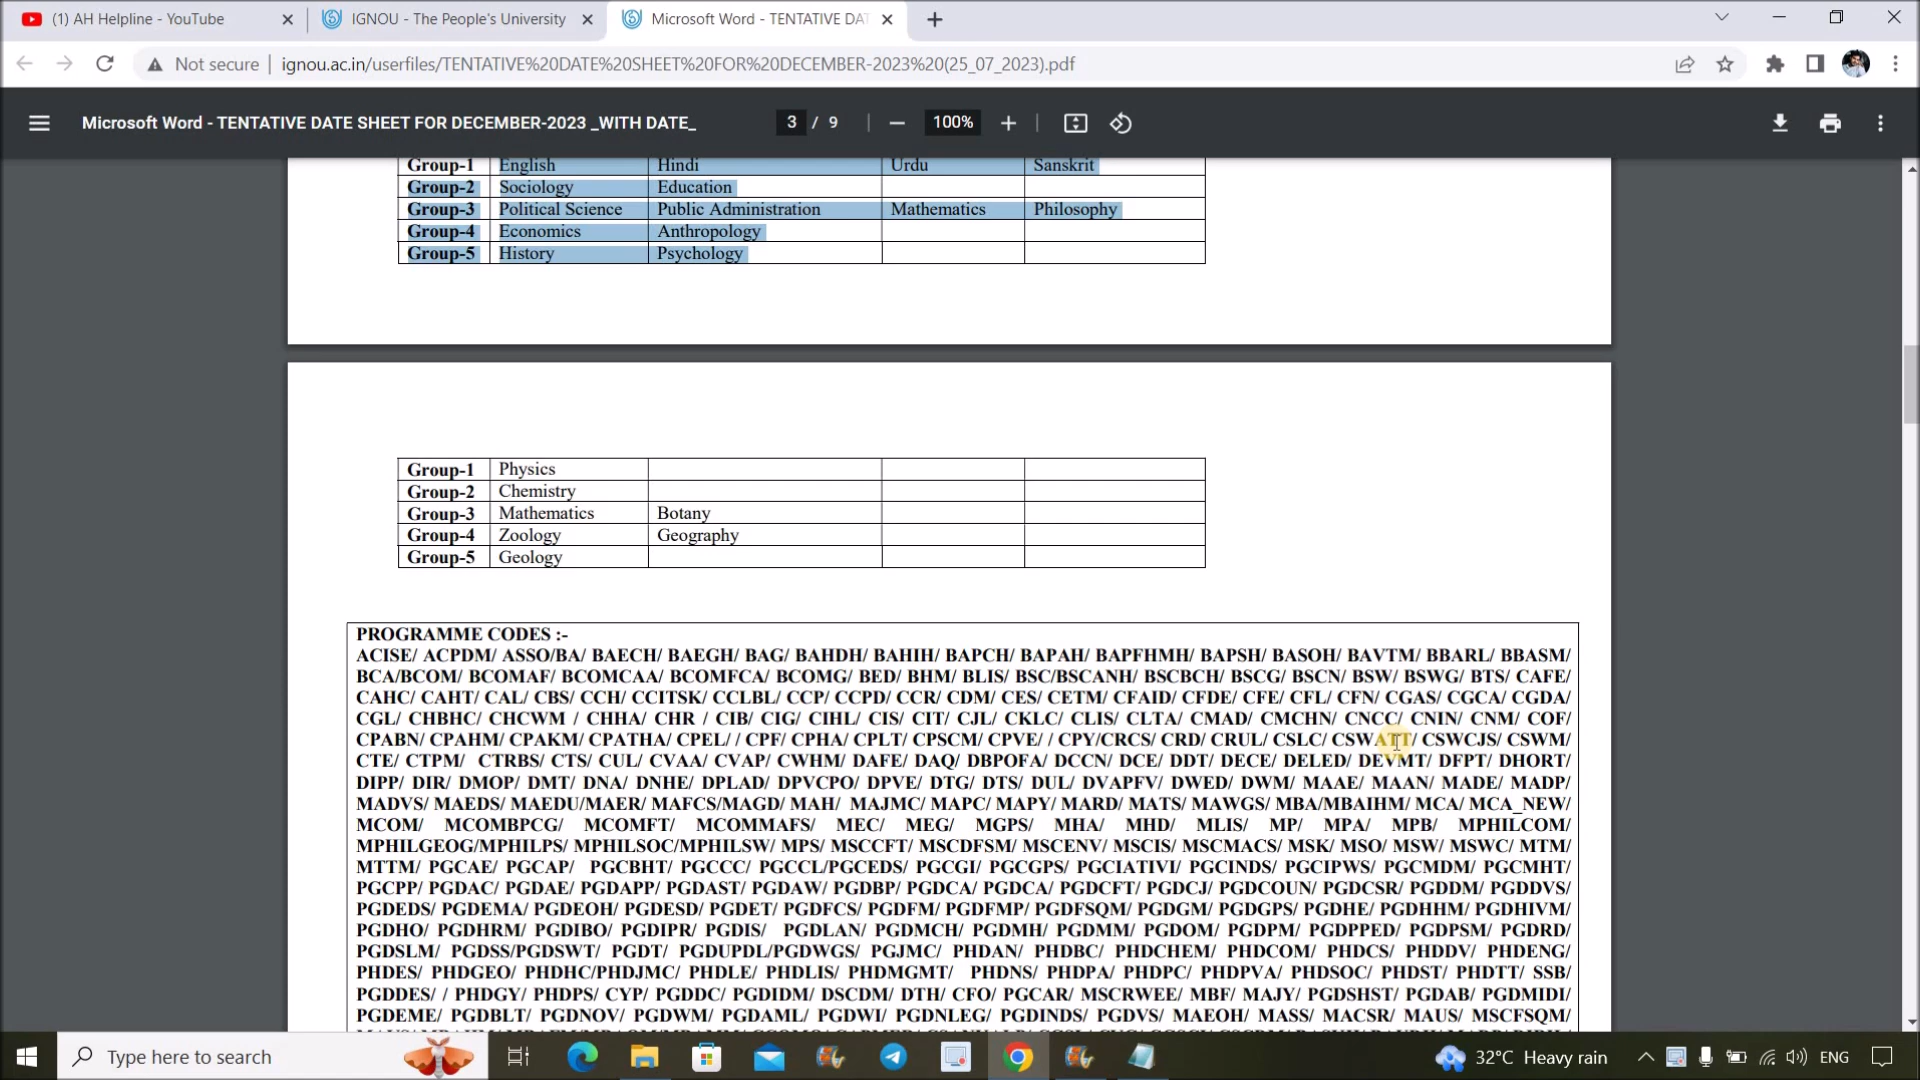 (1) AH Helpline - YouTube
IGNOU - The People's University
Microsoft Word - TENTATIVE DAT
Not secure
ignou.ac.in/userfiles/TENTATIVE%20DATE%20SHEET%20FOR%20DECEMBER-2023%20(25_07_2023).pdf
Microsoft Word - TENTATIVE DATE SHEET FOR DECEMBER-2023 _WITH DATE_
3 / 9
100%
Group-1 English Hindi Urdu Sanskrit
Group-2 Sociology Education
Group-3 Political Science Public Administration Mathematics Philosophy
Group-4 Economics Anthropology
Group-5 History Psychology
Group-1 Physics
Group-2 Chemistry
Group-3 Mathematics Botany
Group-4 Zoology Geography
Group-5 Geology
PROGRAMME CODES :-
ACISE/ ACPDM/ ASSO/BA/ BAECH/ BAEGH/ BAG/ BAHDH/ BAHIH/ BAPCH/ BAPAH/ BAPFHMH/ BAPSH/ BASOH/ BAVTM/ BBARL/ BBASM/
BCA/BCOM/ BCOMAF/ BCOMCAA/ BCOMFCA/ BCOMG/ BED/ BHM/ BLIS/ BSC/BSCANH/ BSCBCH/ BSCG/ BSCN/ BSW/ BSWG/ BTS/ CAFE/
CAHC/ CAHT/ CAL/ CBS/ CCH/ CCITSK/ CCLBL/ CCP/ CCPD/ CCR/ CDM/ CES/ CETM/ CFAID/ CFDE/ CFE/ CFL/ CFN/ CGAS/ CGCA/ CGDA/
CGL/ CHBHC/ CHCWM / CHHA/ CHR / CIB/ CIG/ CIHL/ CIS/ CIT/ CJL/ CKLC/ CLIS/ CLTA/ CMAD/ CMCHN/ CNCC/ CNIN/ CNM/ COF/
CPABN/ CPAHM/ CPAKM/ CPATHA/ CPEL/ / CPF/ CPHA/ CPLT/ CPSCM/ CPVE/ / CPY/CRCS/ CRD/ CRUL/ CSLC/ CSWATT/ CSWCJS/ CSWM/
CTE/ CTPM/ CTRBS/ CTS/ CUL/ CVAA/ CVAP/ CWHM/ DAFE/ DAQ/ DBPOFA/ DCCN/ DCE/ DDT/ DECE/ DELED/ DEVMT/ DFPT/ DHORT/
DIPP/ DIR/ DMOP/ DMT/ DNA/ DNHE/ DPLAD/ DPVCPO/ DPVE/ DTG/ DTS/ DUL/ DVAPFV/ DWED/ DWM/ MAAE/ MAAN/ MADE/ MADP/
MADVS/ MAEDS/ MAEDU/MAER/ MAFCS/MAGD/ MAH/ MAJMC/ MAPC/ MAPY/ MARD/ MATS/ MAWGS/ MBA/MBAIHM/ MCA/ MCA_NEW/
MCOM/ MCOMBPCG/ MCOMFT/ MCOMMAFS/ MEC/ MEG/ MGPS/ MHA/ MHD/ MLIS/ MP/ MPA/ MPB/ MPHILCOM/
MPHILGEOG/MPHILPS/ MPHILSOC/MPHILSW/ MPS/ MSCCFT/ MSCDFSM/ MSCENV/ MSCIS/ MSCMACS/ MSK/ MSO/ MSW/ MSWC/ MTM/
MTTM/ PGCAE/ PGCAP/ PGCBHT/ PGCCC/ PGCCL/PGCEDS/ PGCGI/ PGCGPS/ PGCIATIVI/ PGCINDS/ PGCIPWS/ PGCMDM/ PGCMHT/
PGCPP/ PGDAC/ PGDAE/ PGDAPP/ PGDAST/ PGDAW/ PGDBP/ PGDCA/ PGDCA/ PGDCFT/ PGDCJ/ PGDCOUN/ PGDCSR/ PGDDM/ PGDDVS/
PGDEDS/ PGDEMA/ PGDEOH/ PGDESD/ PGDET/ PGDFCS/ PGDFM/ PGDFMP/ PGDFSQM/ PGDGM/ PGDGPS/ PGDHE/ PGDHHM/ PGDHIVM/
PGDHO/ PGDHRM/ PGDIBO/ PGDIPR/ PGDIS/ PGDLAN/ PGDMCH/ PGDMH/ PGDMM/ PGDOM/ PGDPM/ PGDPPED/ PGDPSM/ PGDRD/
PGDSLM/ PGDSS/PGDSWT/ PGDT/ PGDUPDL/PGDWGS/ PGJMC/ PHDAN/ PHDBC/ PHDCHEM/ PHDCOM/ PHDCS/ PHDDV/ PHDENG/
PHDES/ PHDGEO/ PHDHC/PHDJMC/ PHDLE/ PHDLIS/ PHDMGMT/ PHDNS/ PHDPA/ PHDPC/ PHDPVA/ PHDSOC/ PHDST/ PHDTT/ SSB/
PGDDES/ / PHDGY/ PHDPS/ CYP/ PGDDC/ PGDIDM/ DSCDM/ DTH/ CFO/ PGCAR/ MSCRWEE/ MBF/ MAJY/ PGDSHST/ PGDAB/ PGDMIDI/
PGDEME/ PGDBLT/ PGDNOV/ PGDWM/ PGDAML/ PGDWI/ PGDNLEG/ PGDINDS/ PGDVS/ MAEOH/ MASS/ MACSR/ MAUS/ MSCFSQM/
Type here to search
32°C Heavy rain
ENG